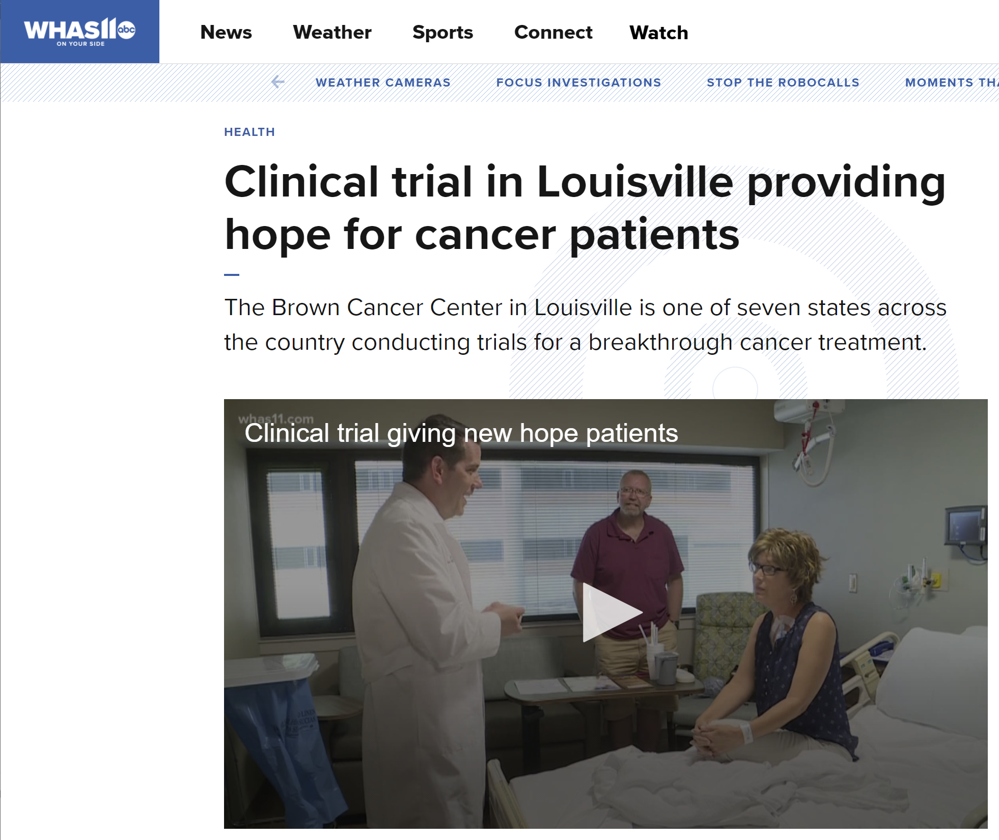 WHAS11 abc
ON YOUR SIDE
News Weather Sports Connect Watch
WEATHER CAMERAS FOCUS INVESTIGATIONS STOP THE ROBOCALLS MOMENTS THA
HEALTH
Clinical trial in Louisville providing
hope for cancer patients
The Brown Cancer Center in Louisville is one of seven states across
the country conducting trials for a breakthrough cancer treatment.
whas11.com
Clinical trial giving new hope patients